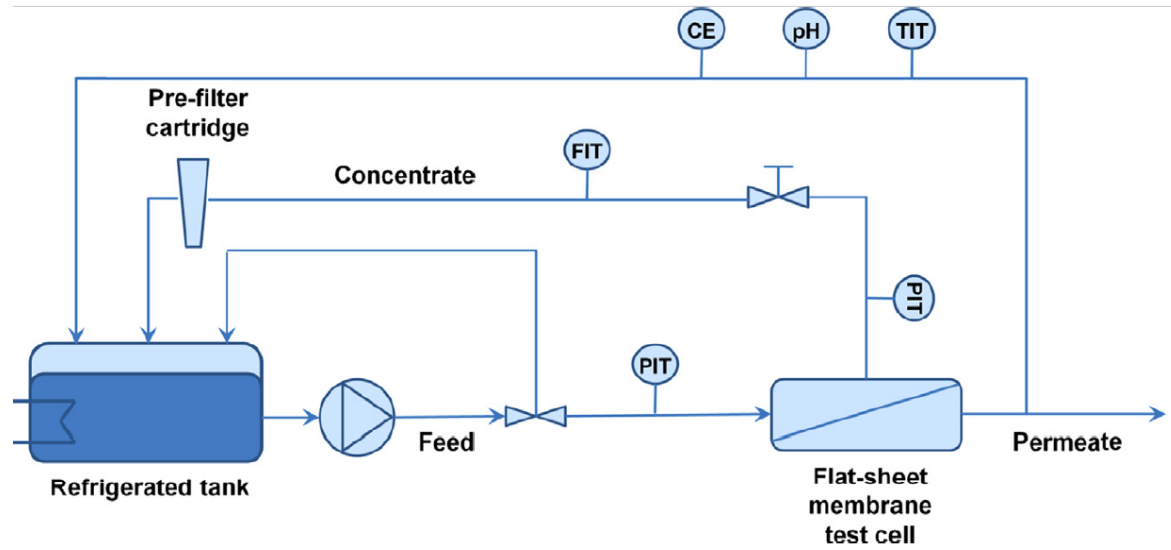 CE
pH
TIT
Pre-filter
cartridge
FIT
Concentrate
PIT
PIT
Feed
Permeate
Refrigerated tank
Flat-sheet
membrane
test cell